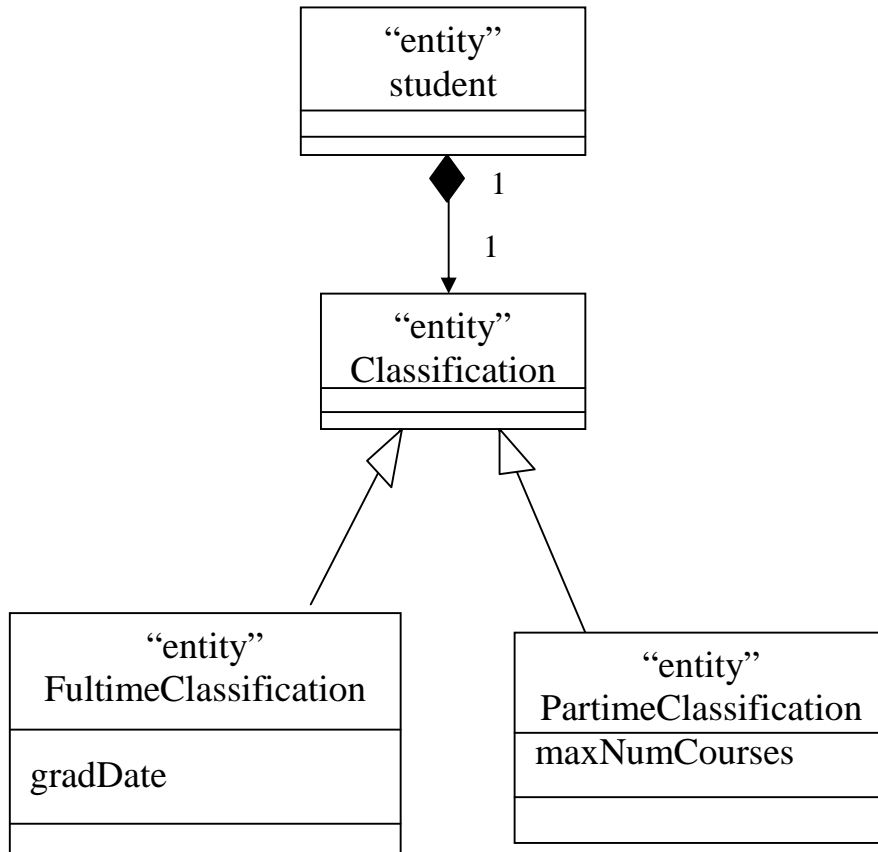 “entity”
student
1
1
“entity”
Classification
“entity”
FultimeClassification
gradDate
“entity”
PartimeClassification
maxNumCourses